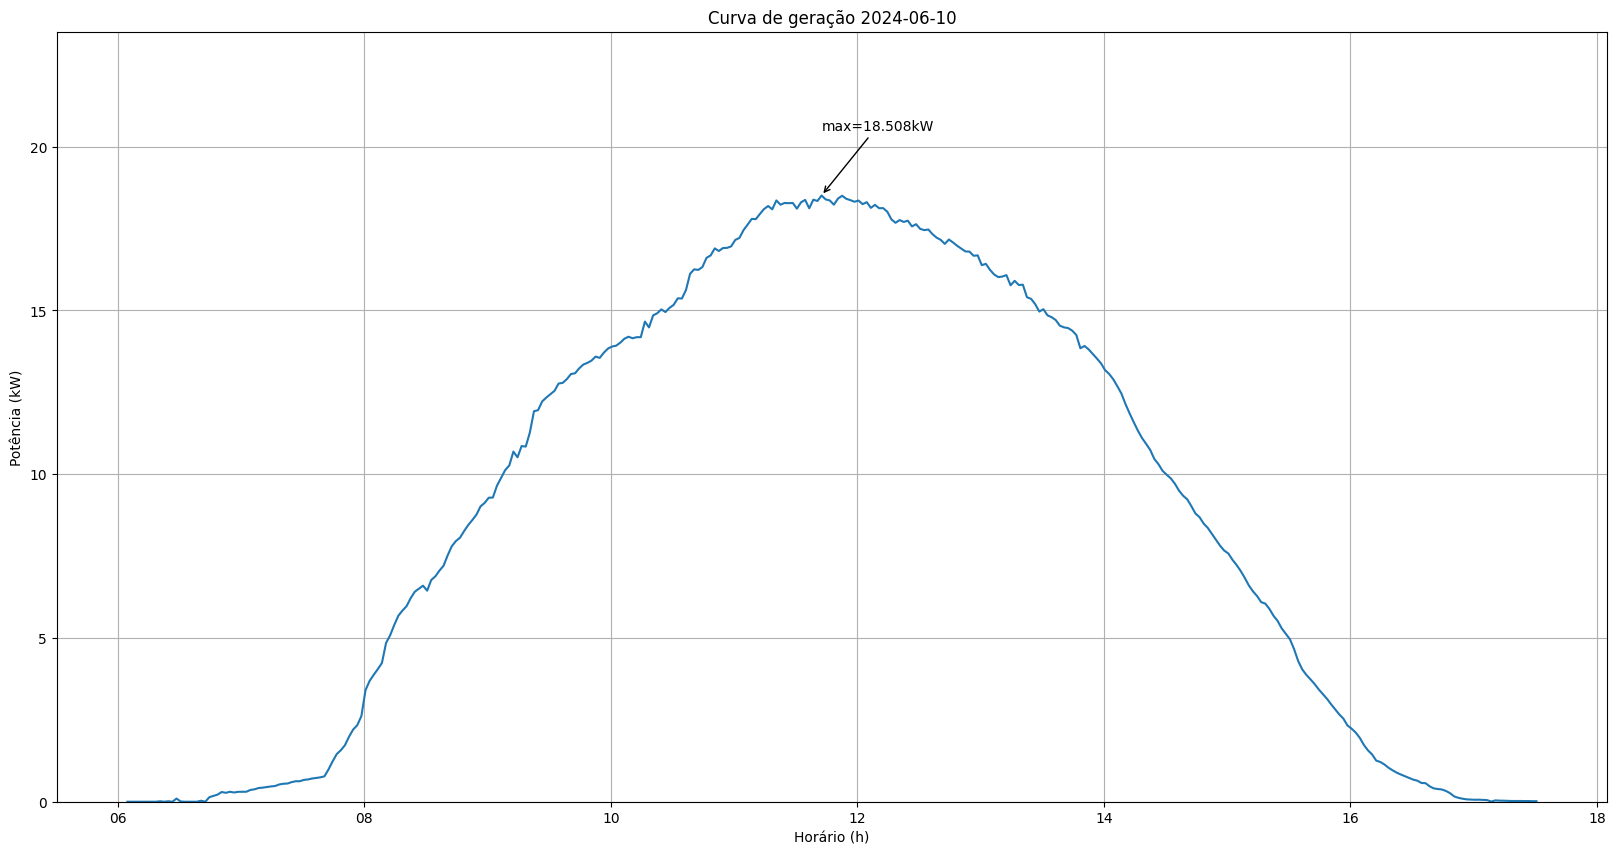 Curva de geração 2024-06-10
max=18.508kW
20
15
10
5
0
Potência (kW)
06 08 10 12 14 16 18
Horário (h)